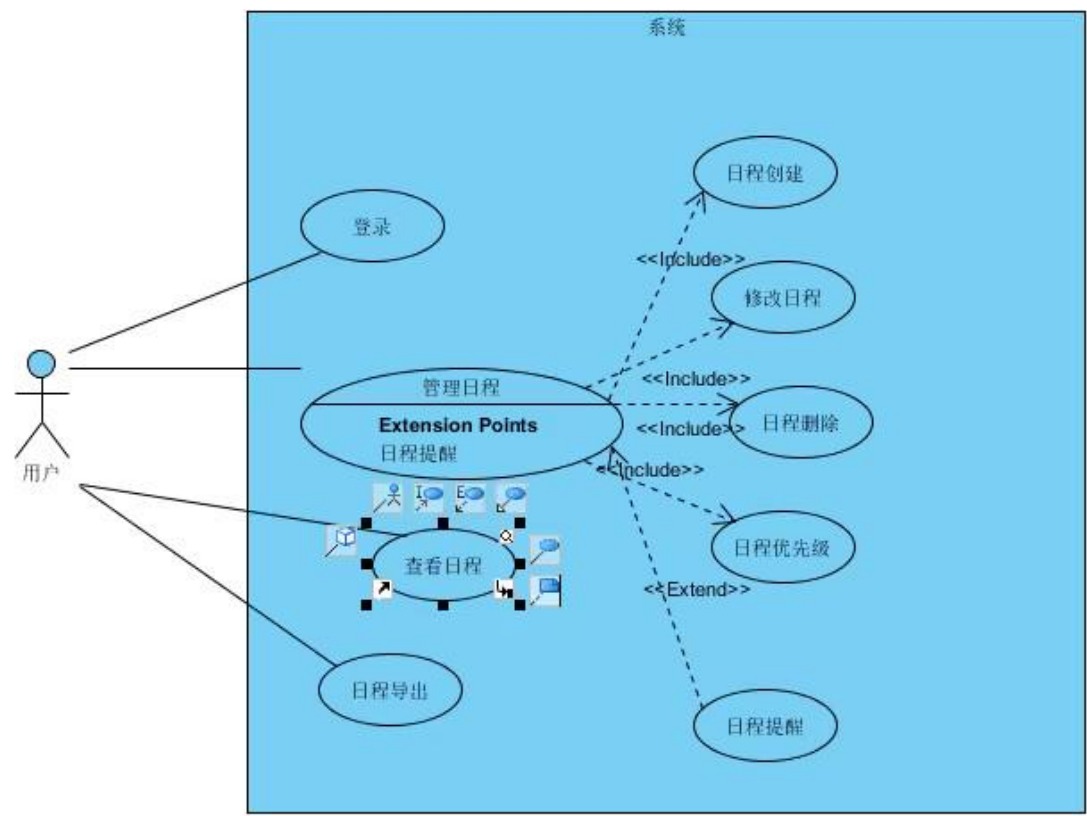 系统
日程创建
登录
<<Include>>
修改日程
管理日程
<<Include>>
Extension Points
日程删除
<<Include>>
日程提醒
用户
<<Include>>
I
E
日程优先级
查看日程
<<Extend>>
日程导出
日程提醒